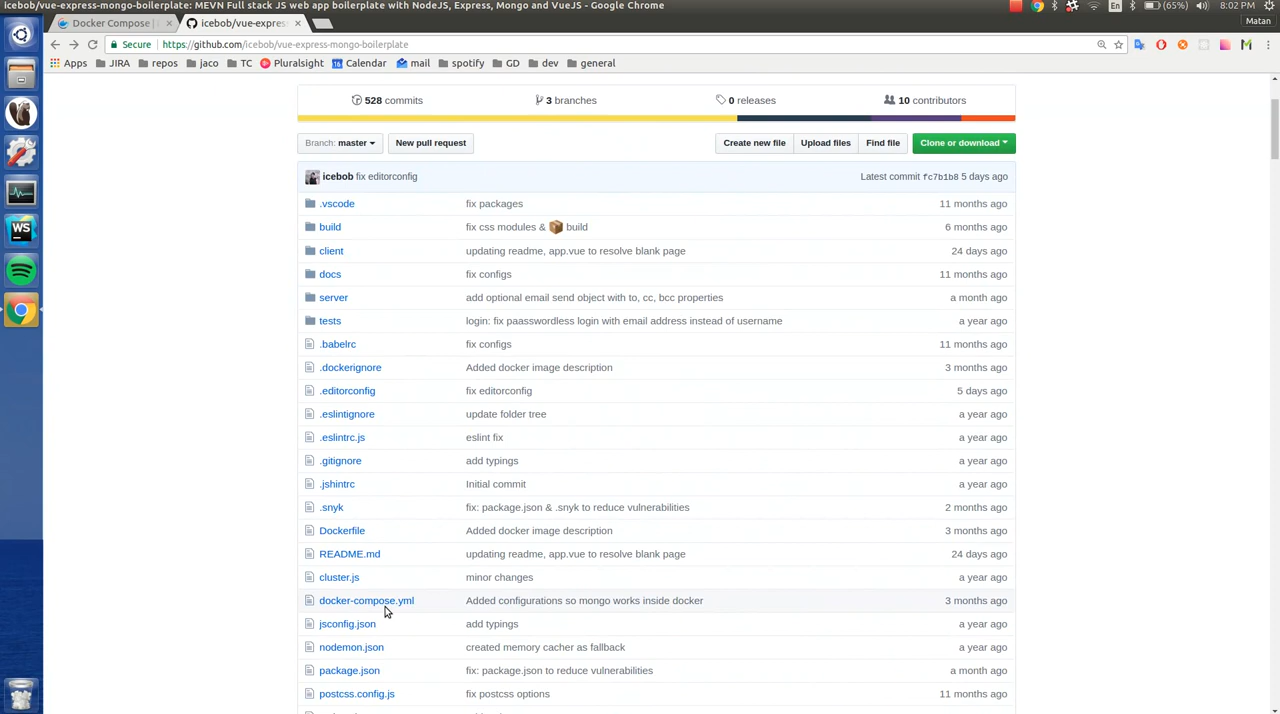 icebob/vue-express-mongo-boilerplate: MEVN Full stack JS web app boilerplate with NodeJS, Express, Mongo and VueJS - Google Chrome
En
(65%)
8:02 PM
Docker Compose |
icebob/vue-expres
Matan
Secure
https://github.com/icebob/vue-express-mongo-boilerplate
Apps JIRA repos jaco TC Pluralsight 16 Calendar mail spotify GD dev general
528 commits 3 branches 0 releases 10 contributors
Branch: master New pull request Create new file Upload files Find file Clone or download
icebob fix editorconfig Latest commit fc7b1b8 5 days ago
.vscode fix packages 11 months ago
build fix css modules & 📦 build 6 months ago
client updating readme, app.vue to resolve blank page 24 days ago
docs fix configs 11 months ago
server add optional email send object with to, cc, bcc properties a month ago
tests login: fix paasswordless login with email address instead of username a year ago
.babelrc fix configs 11 months ago
.dockerignore Added docker image description 3 months ago
.editorconfig fix editorconfig 5 days ago
.eslintignore update folder tree a year ago
.eslintrc.js eslint fix a year ago
.gitignore add typings a year ago
.jshintrc Initial commit a year ago
.snyk fix: package.json & .snyk to reduce vulnerabilities 2 months ago
Dockerfile Added docker image description 3 months ago
README.md updating readme, app.vue to resolve blank page 24 days ago
cluster.js minor changes a year ago
docker-compose.yml Added configurations so mongo works inside docker 3 months ago
jsconfig.json add typings a year ago
nodemon.json created memory cacher as fallback a year ago
package.json fix: package.json to reduce vulnerabilities a month ago
postcss.config.js fix postcss options 11 months ago
WS